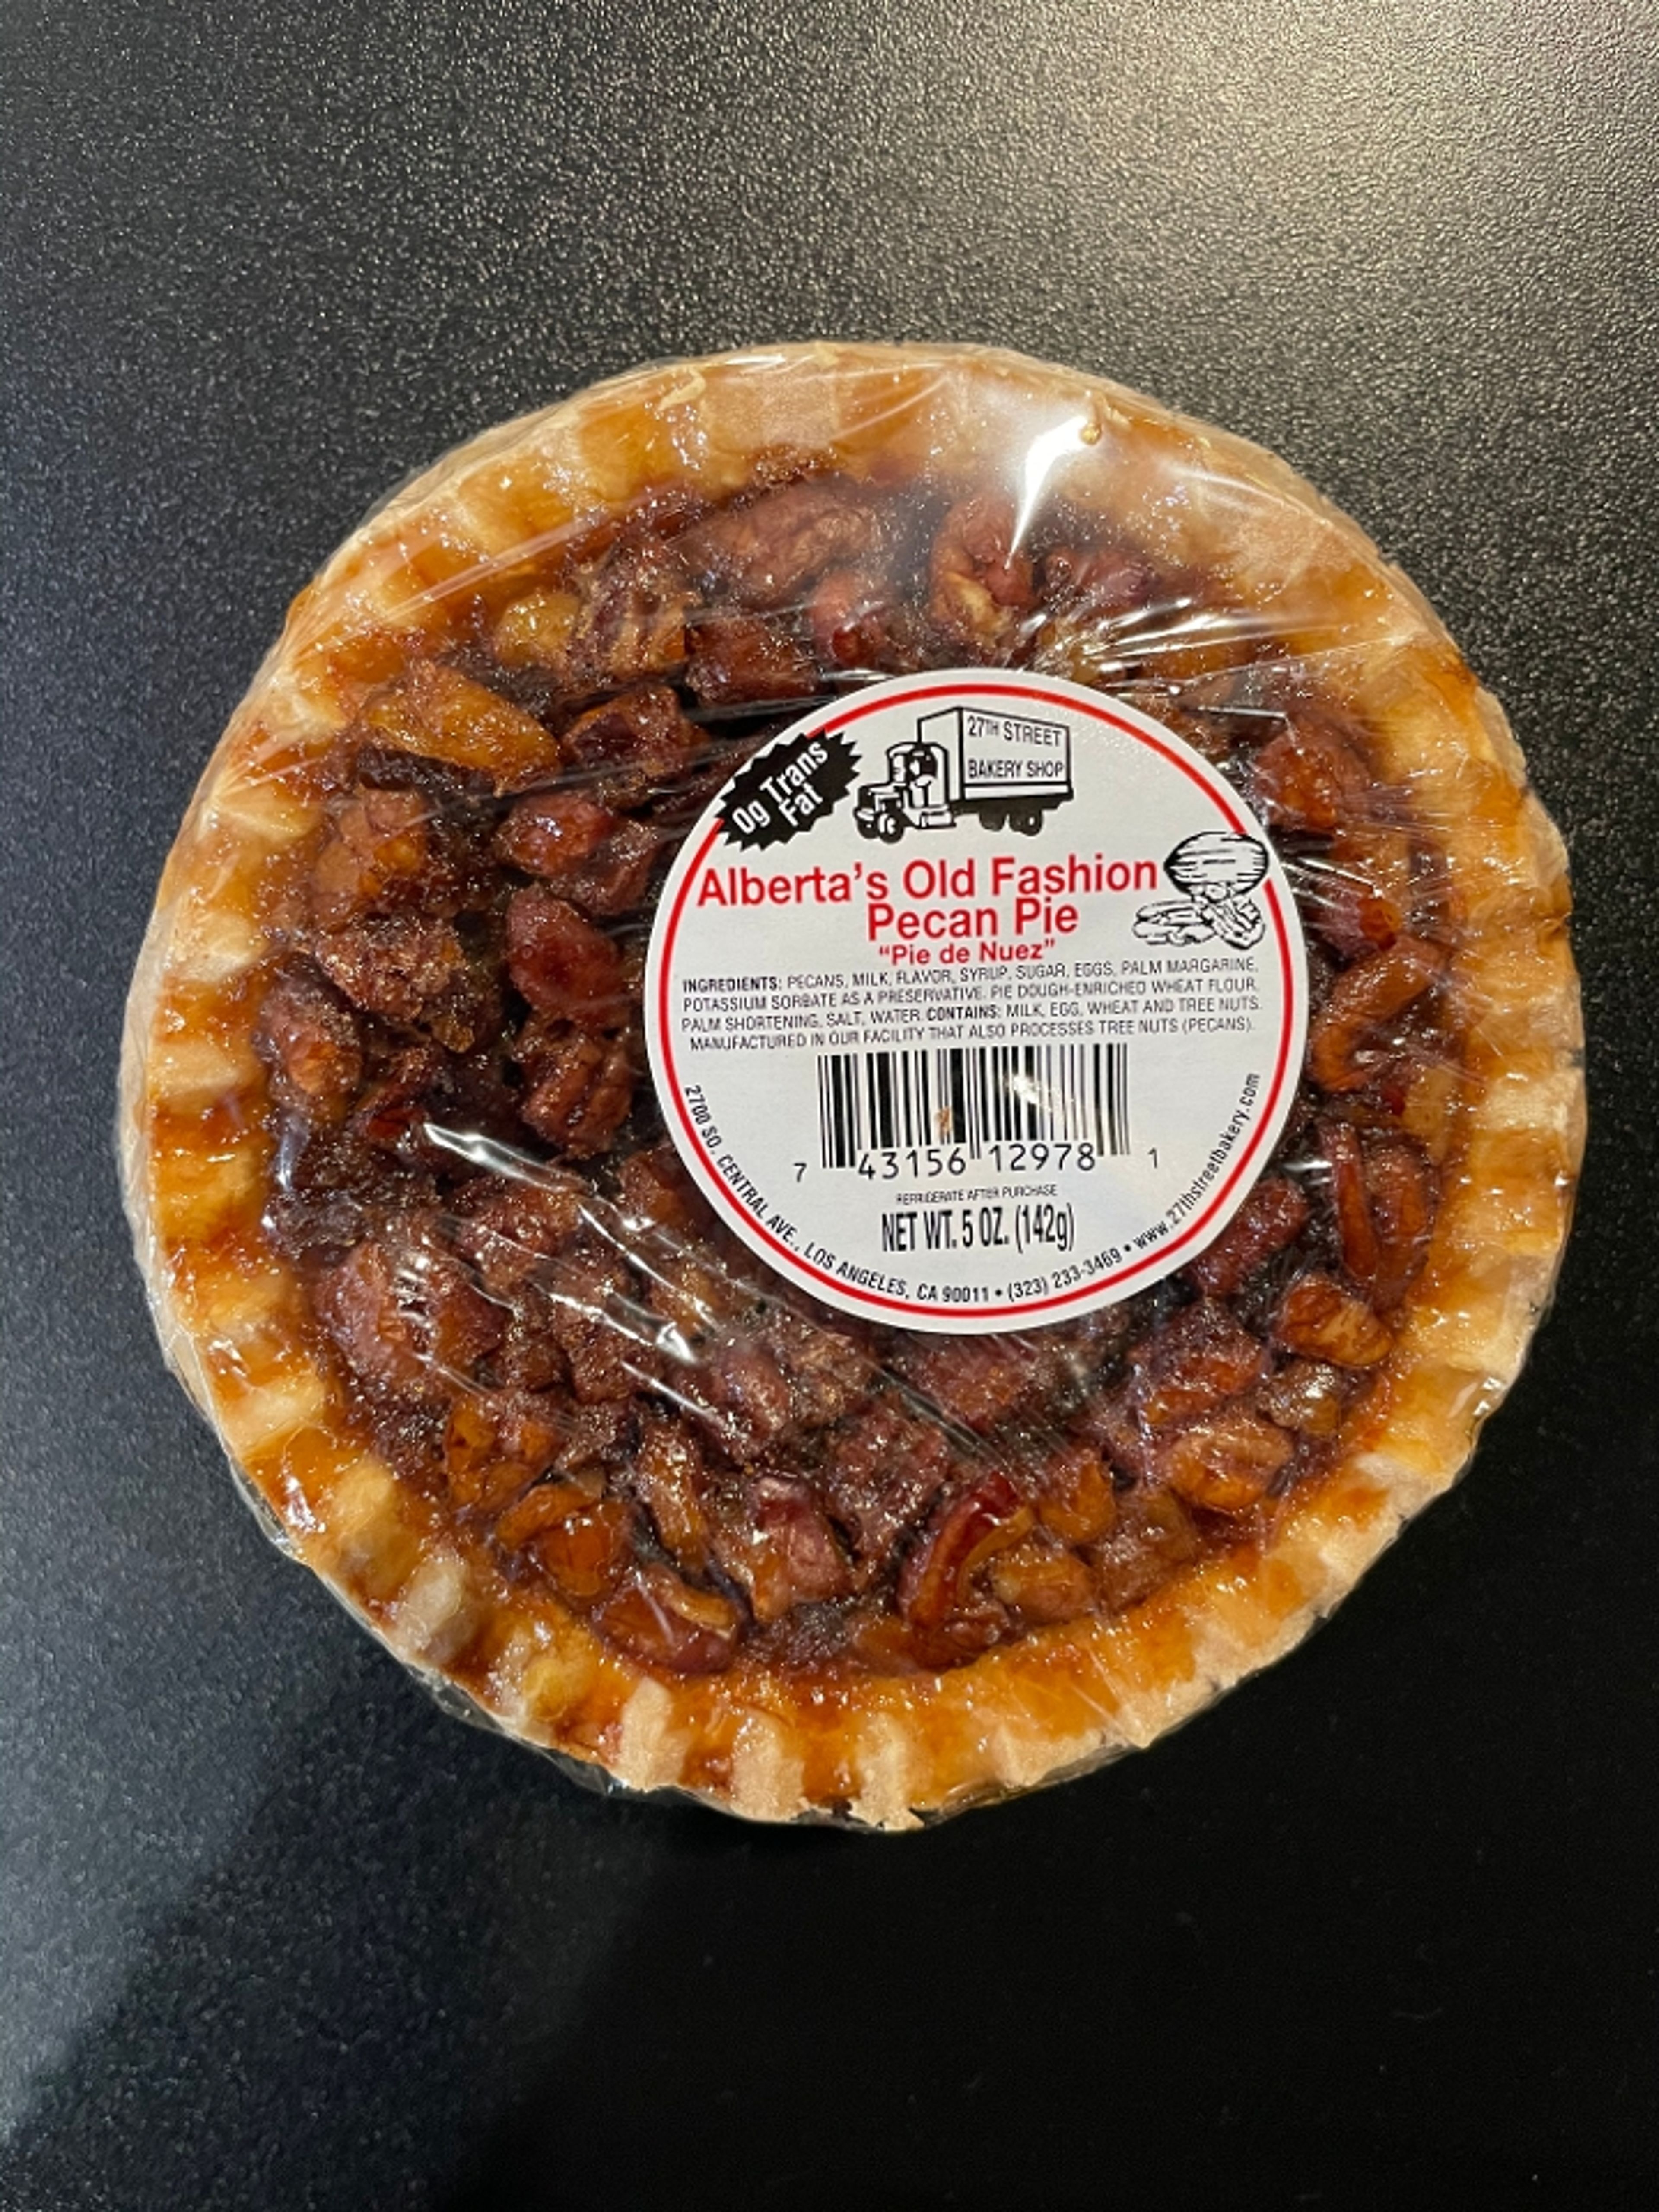 27TH STREET
BAKERY SHOP
0g Trans
Fat
Alberta's Old Fashion
Pecan Pie
"Pie de Nuez"
INGREDIENTS: PECANS, MILK, FLAVOR, SYRUP, SUGAR, EGGS, PALM MARGARINE,
POTASSIUM SORBATE AS A PRESERVATIVE. PIE DOUGH-ENRICHED WHEAT FLOUR,
PALM SHORTENING, SALT, WATER. CONTAINS: MILK, EGG, WHEAT AND TREE NUTS.
MANUFACTURED IN OUR FACILITY THAT ALSO PROCESSES TREE NUTS (PECANS).
7 43156 12978 1
REFRIGERATE AFTER PURCHASE
NET WT. 5 OZ. (142g)
2700 SO. CENTRAL AVE., LOS ANGELES, CA 90011 • (323) 233-3469 • www.27thstreetbakery.com